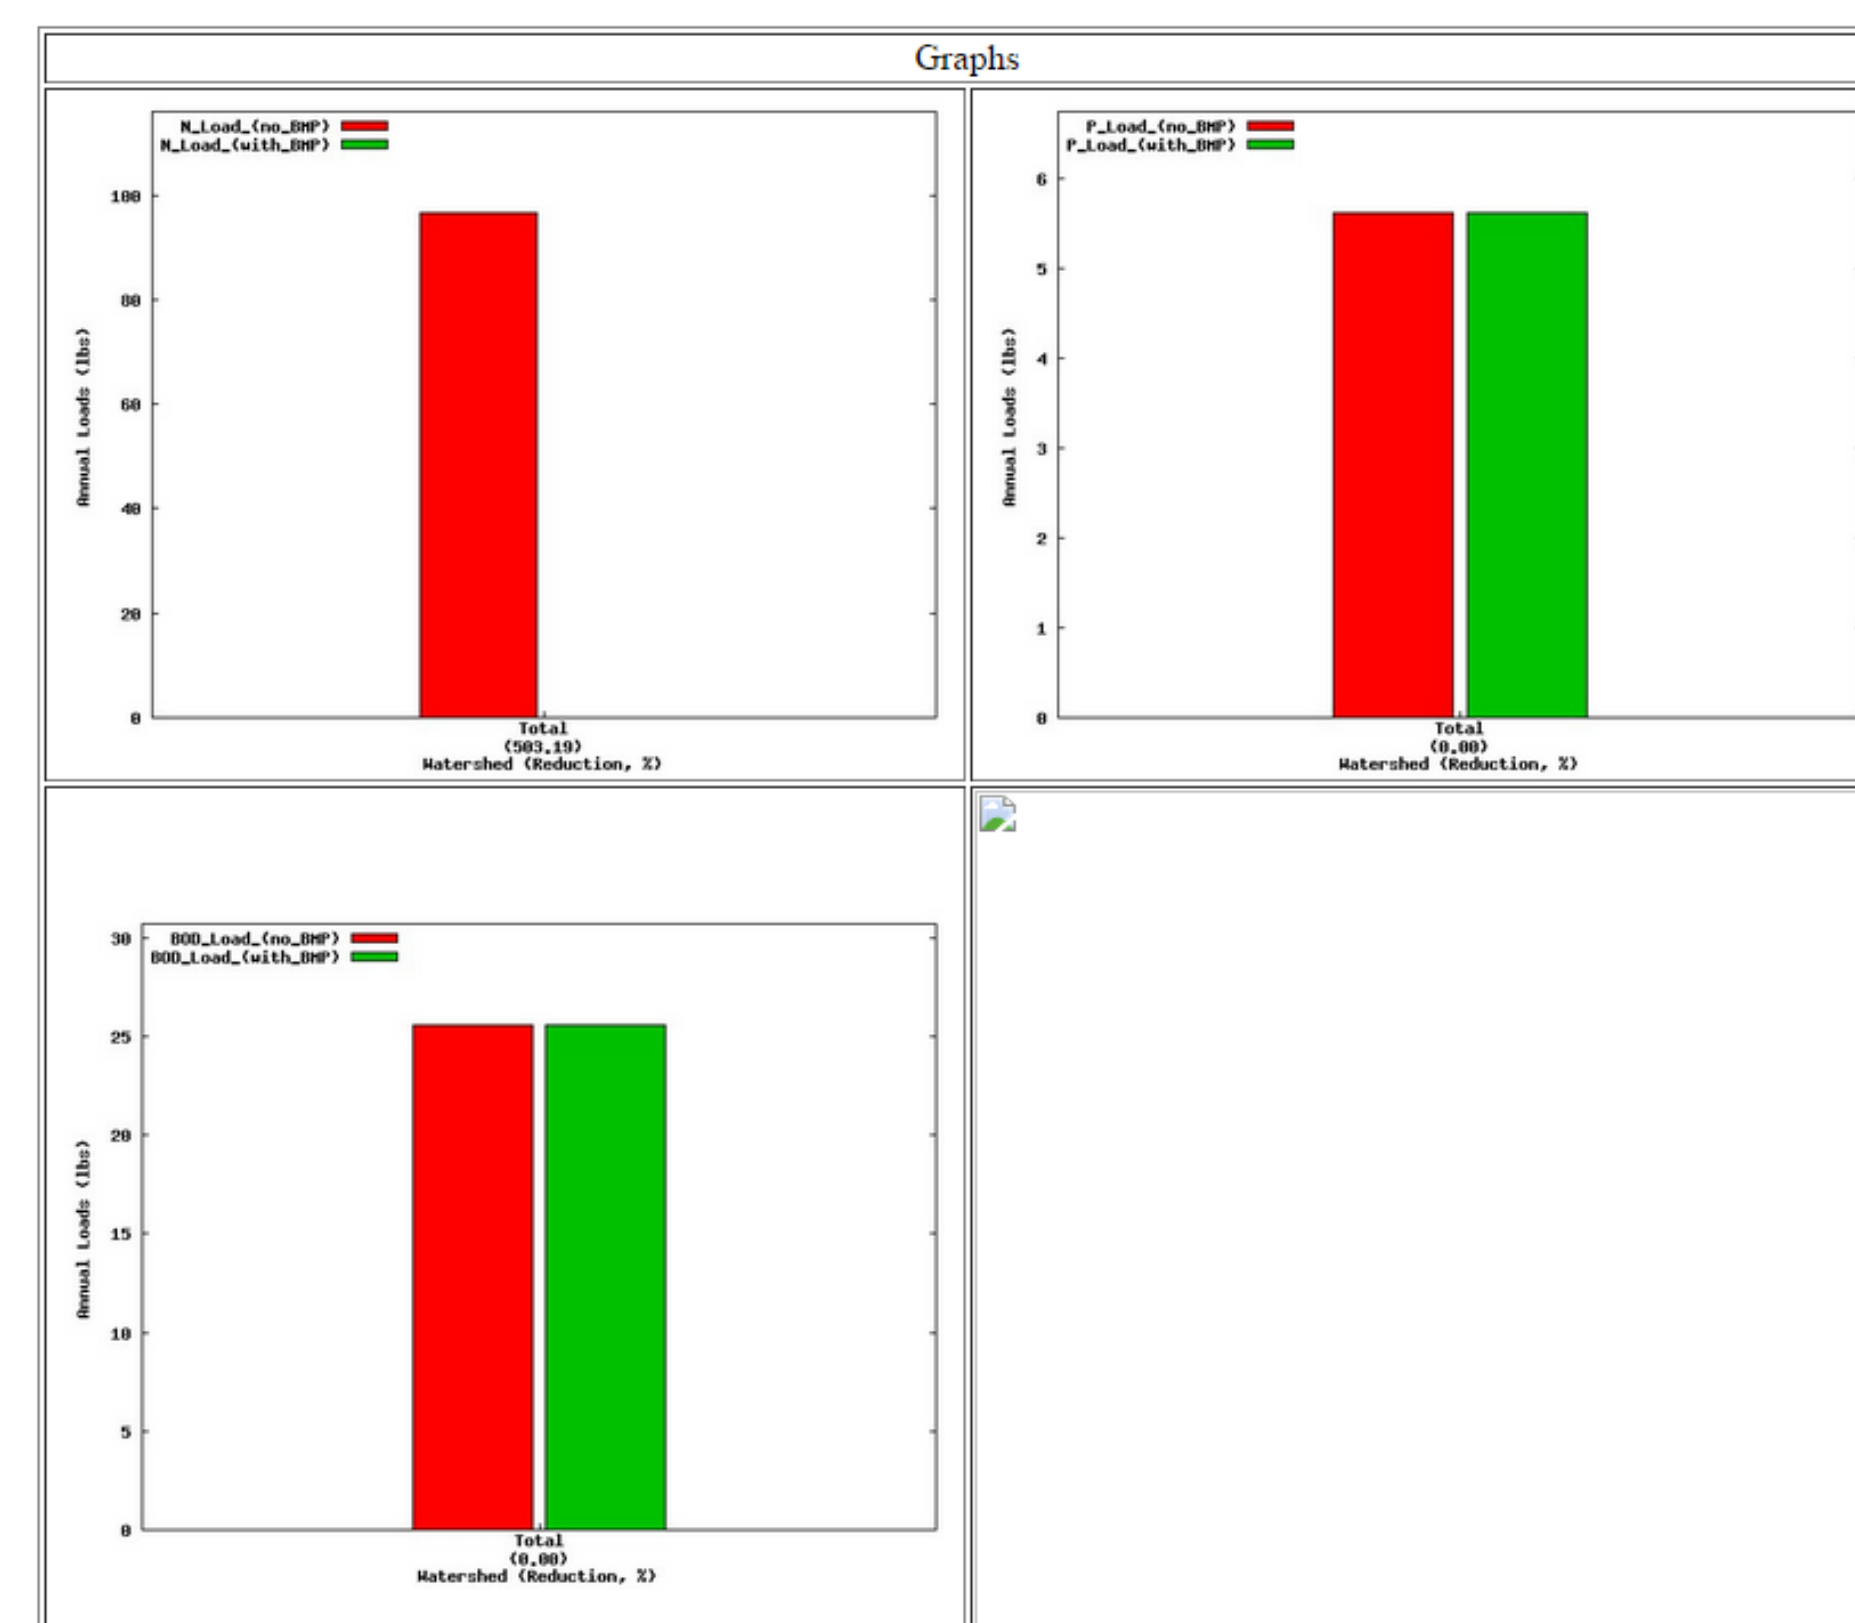 Graphs
N_Load_(no_BMP)
N_Load_(with_BMP)
100
80
60
40
20
0
Annual Loads (lbs)
Total
(503.19)
Watershed (Reduction, %)
P_Load_(no_BMP)
P_Load_(with_BMP)
6
5
4
3
2
1
0
Annual Loads (lbs)
Total
(0.00)
Watershed (Reduction, %)
BOD_Load_(no_BMP)
BOD_Load_(with_BMP)
30
25
20
15
10
5
0
Annual Loads (lbs)
Total
(0.00)
Watershed (Reduction, %)